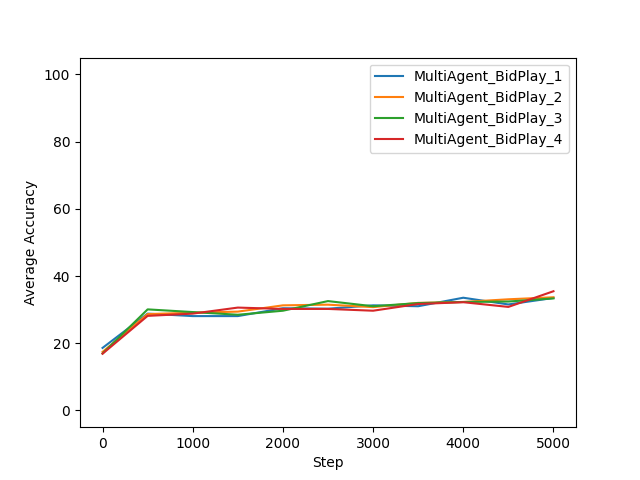 MultiAgent_BidPlay_1
MultiAgent_BidPlay_2
MultiAgent_BidPlay_3
MultiAgent_BidPlay_4
100
80
60
40
20
0
Average Accuracy
0 1000 2000 3000 4000 5000
Step